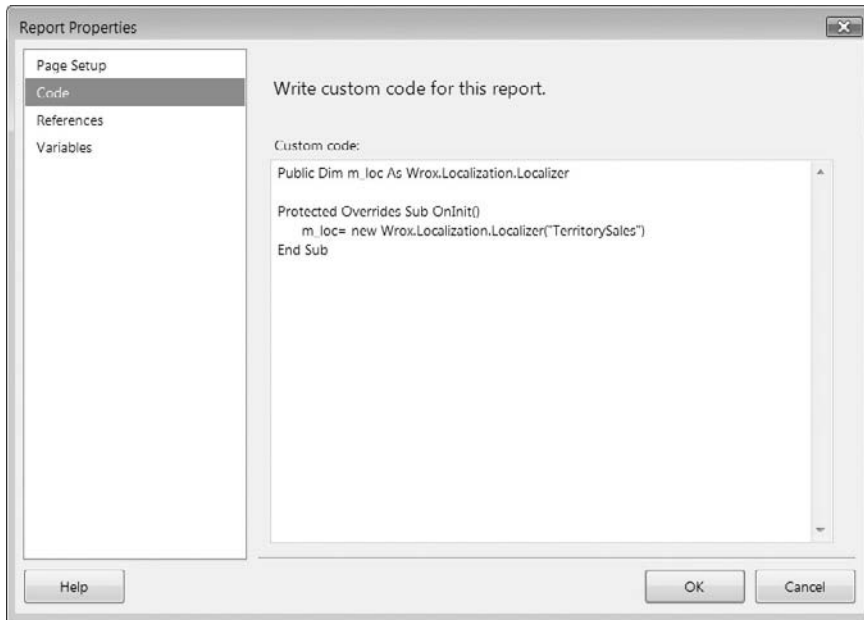 Report Properties
Page Setup
Code
References
Variables
Write custom code for this report.
Custom code:
Public Dim m_loc As Wrox.Localization.Localizer
Protected Overrides Sub OnInit()
m_loc= new Wrox.Localization.Localizer("TerritorySales")
End Sub
Help
OK
Cancel